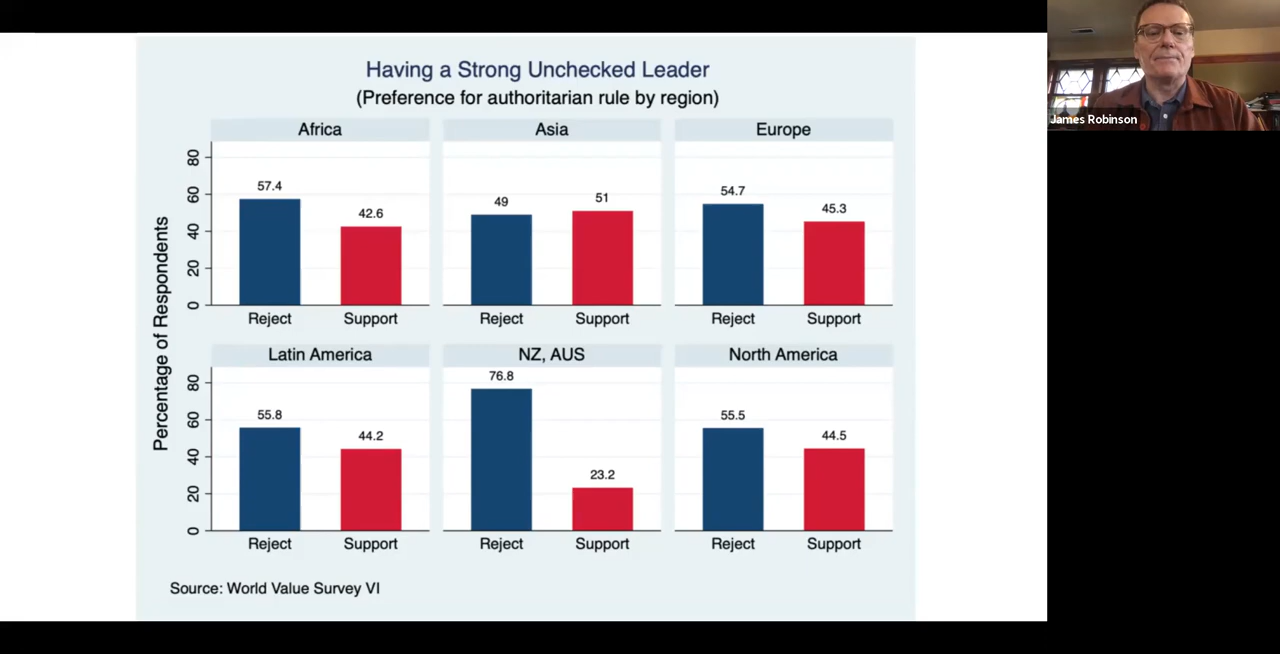 Having a Strong Unchecked Leader
(Preference for authoritarian rule by region)
James Robinson
Percentage of Respondents
Africa
80
60
40
20
0
57.4
42.6
Reject Support
Asia
49
51
Reject Support
Europe
54.7
45.3
Reject Support
Latin America
80
60
40
20
0
55.8
44.2
Reject Support
NZ, AUS
76.8
23.2
Reject Support
North America
55.5
44.5
Reject Support
Source: World Value Survey VI